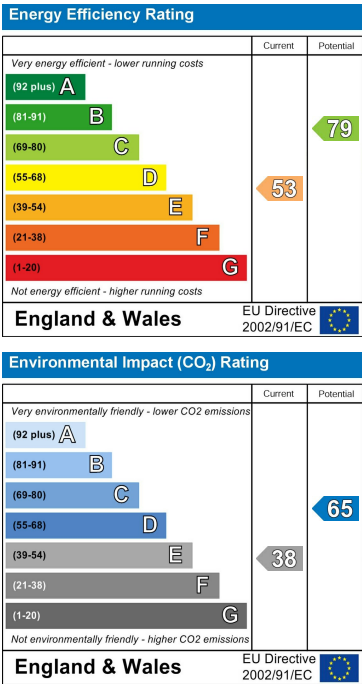 Energy Efficiency Rating
Current Potential
Very energy efficient - lower running costs
(92 plus) A
(81-91) B
79
(69-80) C
(55-68) D
53
(39-54) E
(21-38) F
(1-20) G
Not energy efficient - higher running costs
England & Wales
EU Directive
2002/91/EC
Environmental Impact (CO₂) Rating
Current Potential
Very environmentally friendly - lower CO2 emissions
(92 plus) A
(81-91) B
(69-80) C
65
(55-68) D
(39-54) E
38
(21-38) F
(1-20) G
Not environmentally friendly - higher CO2 emissions
England & Wales
EU Directive
2002/91/EC